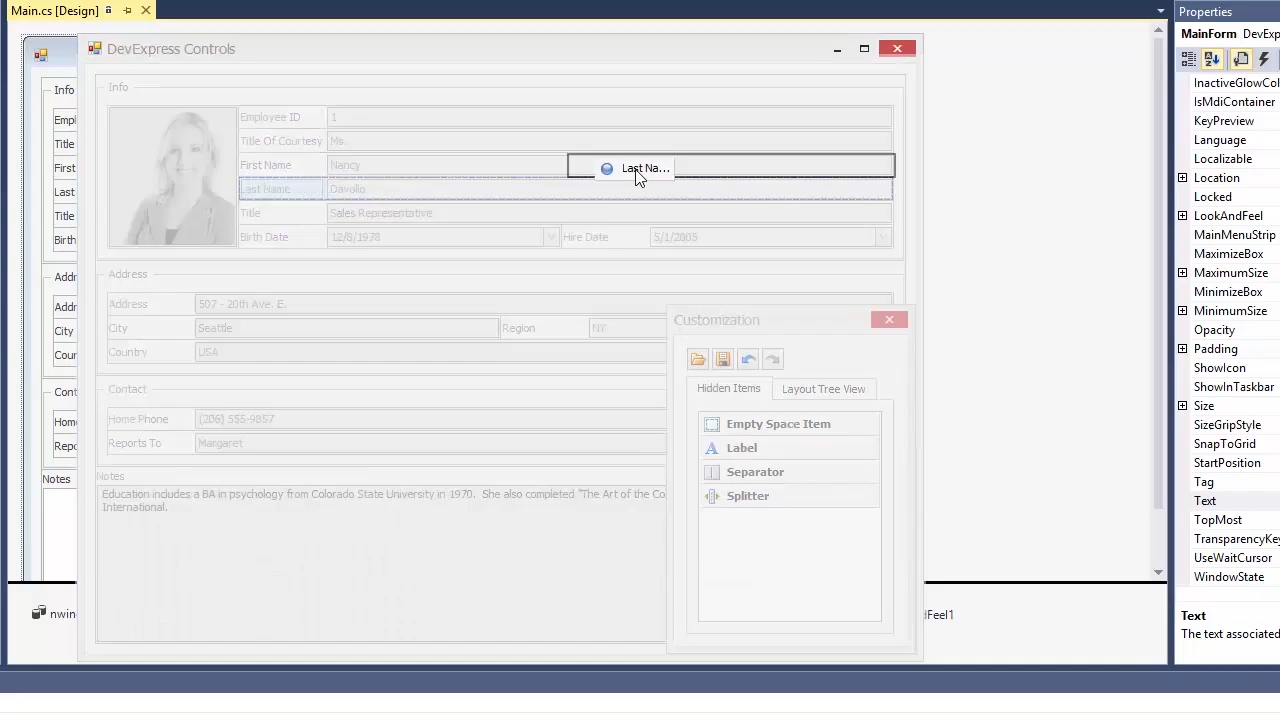 Main.cs [Design]
Properties
MainForm DevExp
DevExpress Controls
Info
Empl
Title
First
Last
Title
Birth
Addr
Addr
City
Cour
Cont
Home
Repo
Notes
Info
Employee ID 1
Title Of Courtesy Ms.
First Name Nancy
Last Na...
Last Name Davolio
Title Sales Representative
Birth Date 12/8/1978 Hire Date 5/1/2005
Address
Address 507 - 20th Ave. E.
City Seattle Region NY
Country USA
Contact
Home Phone (206) 555-9857
Reports To Margaret
Notes
Education includes a BA in psychology from Colorado State University in 1970. She also completed "The Art of the Co
International.
Customization
Hidden Items Layout Tree View
Empty Space Item
Label
Separator
Splitter
nwin
Feel1
InactiveGlowCol
IsMdiContainer
KeyPreview
Language
Localizable
Location
Locked
LookAndFeel
MainMenuStrip
MaximizeBox
MaximumSize
MinimizeBox
MinimumSize
Opacity
Padding
ShowIcon
ShowInTaskbar
Size
SizeGripStyle
SnapToGrid
StartPosition
Tag
Text
TopMost
TransparencyKey
UseWaitCursor
WindowState
Text
The text associated